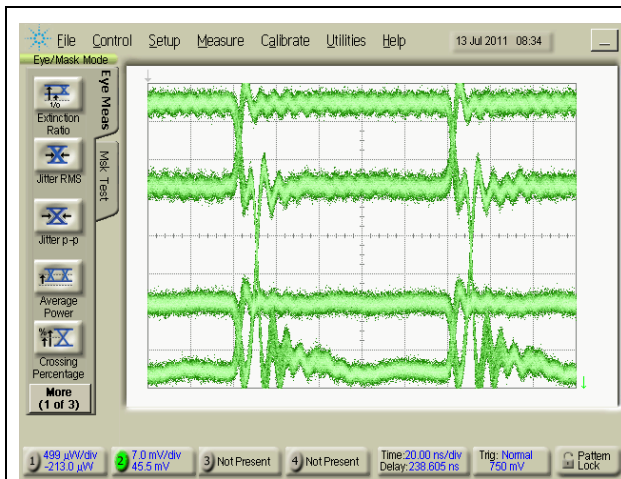 File Control Setup Measure Calibrate Utilities Help 13 Jul 2011 08:34
Eye/Mask Mode
Eye Meas
Msk Test
1/0
Extinction
Ratio
Jitter RMS
Jitter p-p
Average
Power
%
Crossing
Percentage
More
(1 of 3)
1) 499 µW/div
-213.0 µW
2) 7.0 mV/div
45.5 mV
3) Not Present
4) Not Present
Time:20.00 ns/div
Delay:238.605 ns
Trig: Normal
750 mV
Pattern
Lock